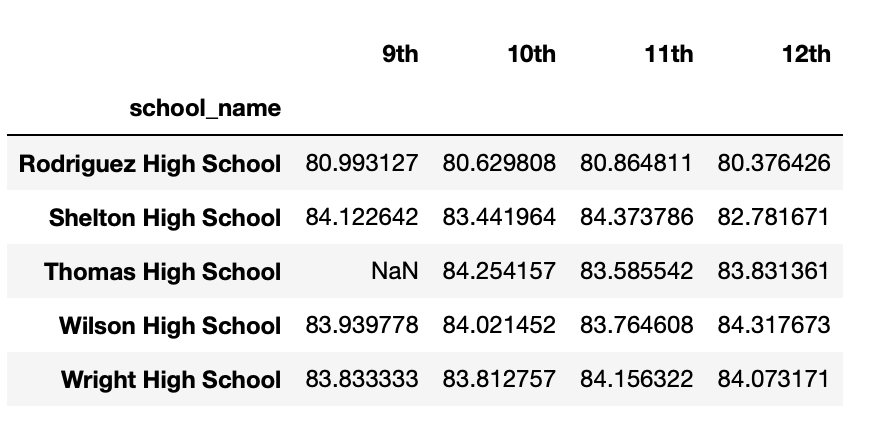 9th 10th 11th 12th
school_name
Rodriguez High School 80.993127 80.629808 80.864811 80.376426
Shelton High School 84.122642 83.441964 84.373786 82.781671
Thomas High School NaN 84.254157 83.585542 83.831361
Wilson High School 83.939778 84.021452 83.764608 84.317673
Wright High School 83.833333 83.812757 84.156322 84.073171